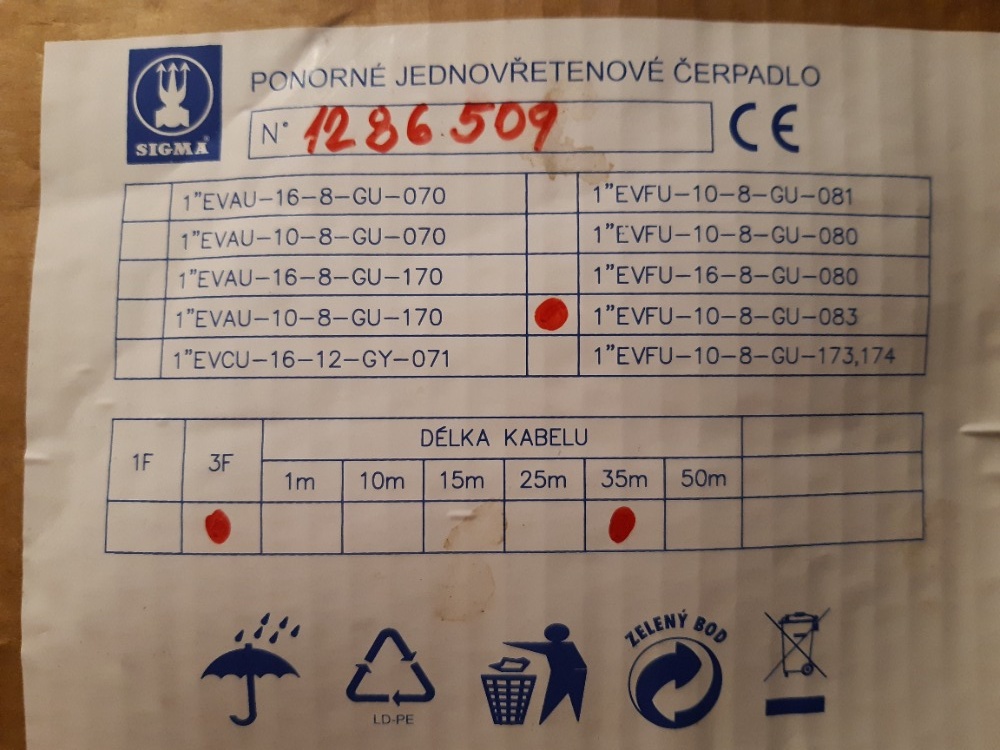 PONORNÉ JEDNOVŘETENOVÉ ČERPADLO
SIGMA
N° 1286 509 CE
1"EVAU-16-8-GU-070 1"EVFU-10-8-GU-081
1"EVAU-10-8-GU-070 1"EVFU-10-8-GU-080
1"EVAU-16-8-GU-170 1"EVFU-16-8-GU-080
1"EVAU-10-8-GU-170 1"EVFU-10-8-GU-083
1"EVCU-16-12-GY-071 1"EVFU-10-8-GU-173,174
1F 3F DÉLKA KABELU
1m 10m 15m 25m 35m 50m
ZELENÝ BOD
LD-PE